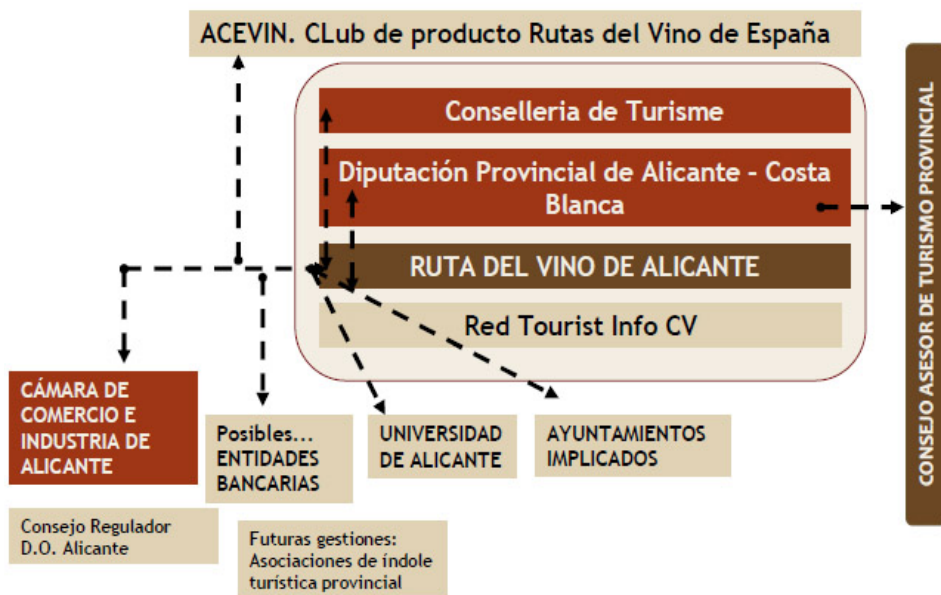 ACEVIN. CLub de producto Rutas del Vino de España
Conselleria de Turisme
Diputación Provincial de Alicante - Costa
Blanca
RUTA DEL VINO DE ALICANTE
Red Tourist Info CV
CONSEJO ASESOR DE TURISMO PROVINCIAL
CÁMARA DE
COMERCIO E
INDUSTRIA DE
ALICANTE
Posibles...
ENTIDADES
BANCARIAS
UNIVERSIDAD
DE ALICANTE
AYUNTAMIENTOS
IMPLICADOS
Consejo Regulador
D.O. Alicante
Futuras gestiones:
Asociaciones de índole
turística provincial